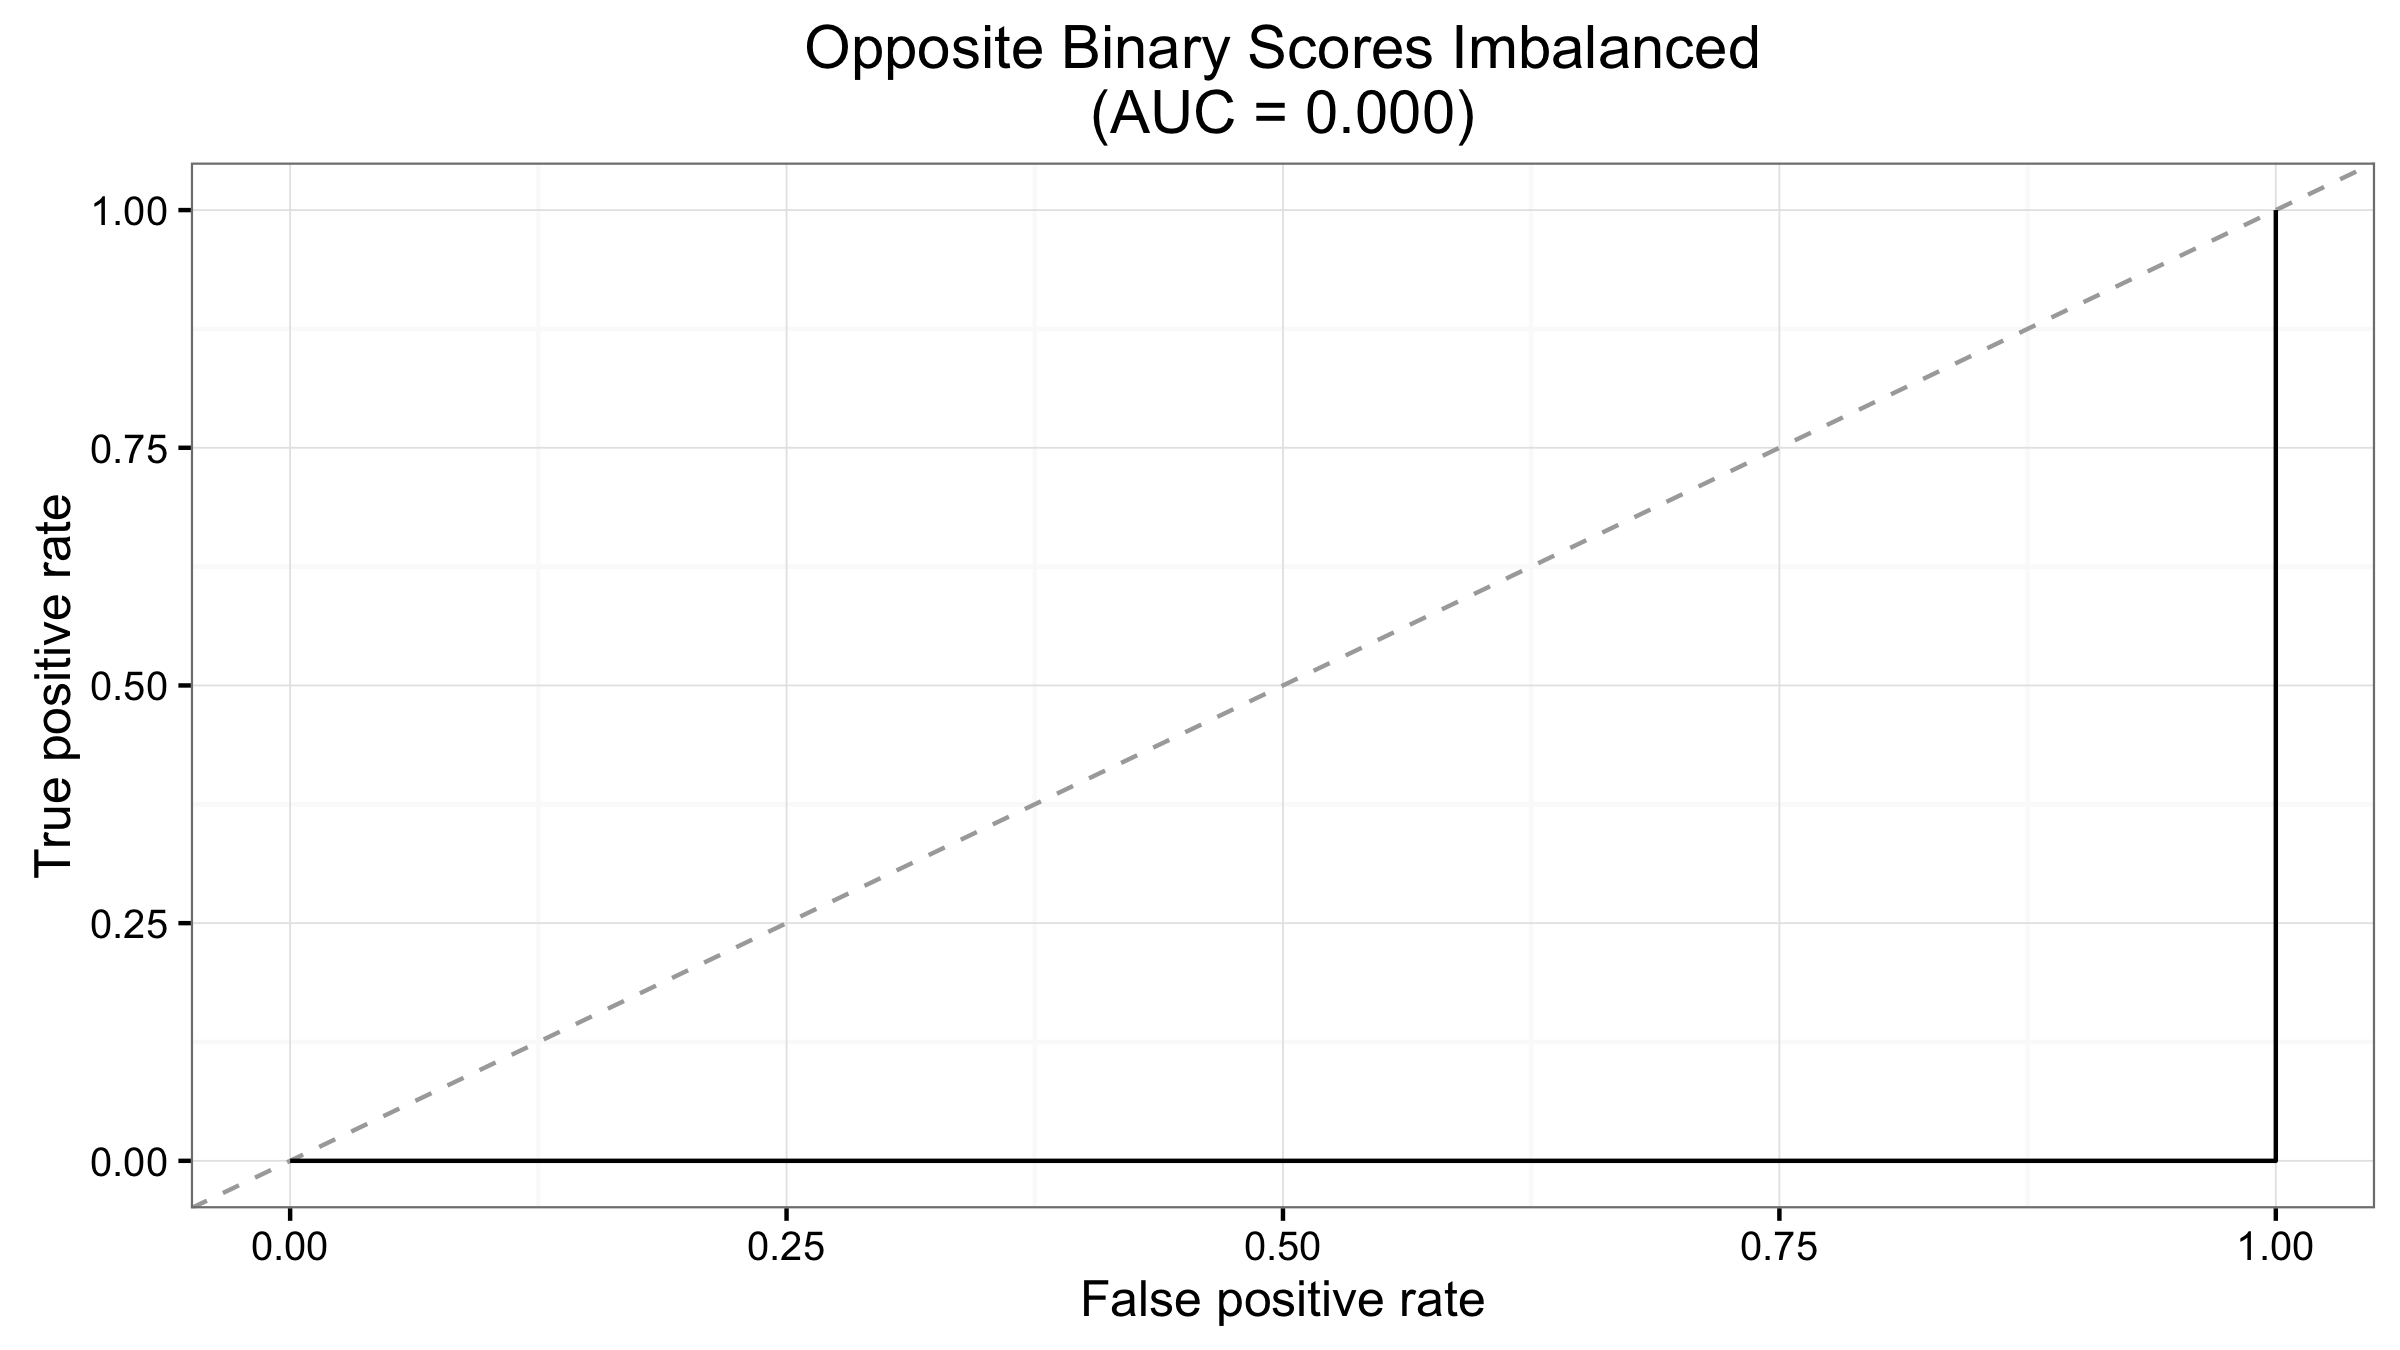 Opposite Binary Scores Imbalanced
(AUC = 0.000)
True positive rate
1.00
0.75
0.50
0.25
0.00
0.00 0.25 0.50 0.75 1.00
False positive rate